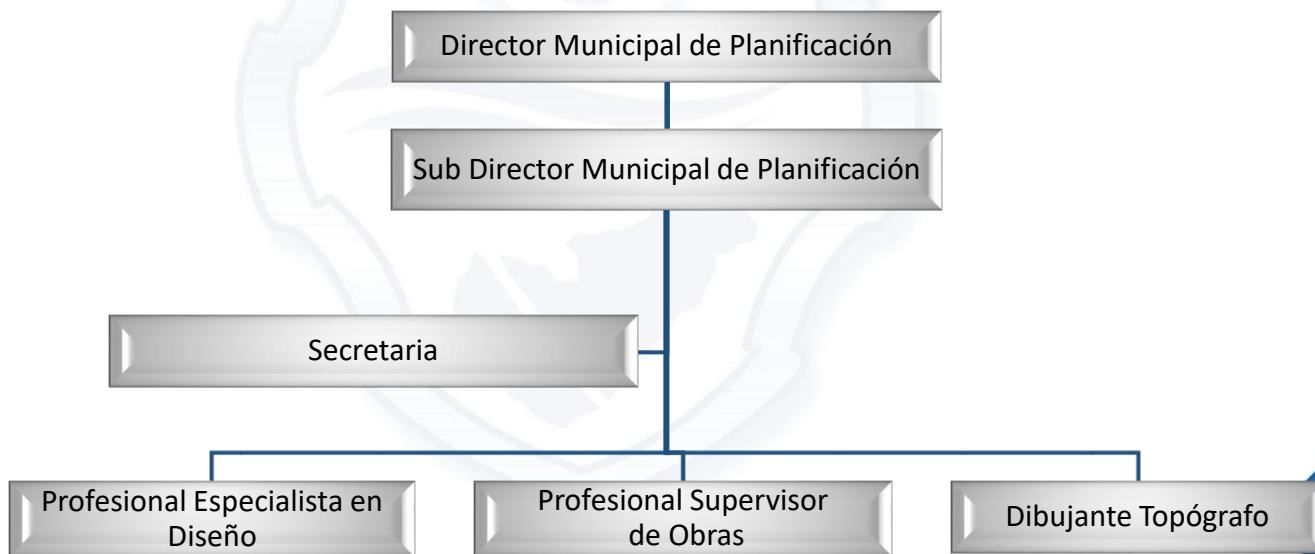 Director Municipal de Planificación
Sub Director Municipal de Planificación
Secretaria
Profesional Especialista en
Diseño
Profesional Supervisor
de Obras
Dibujante Topógrafo